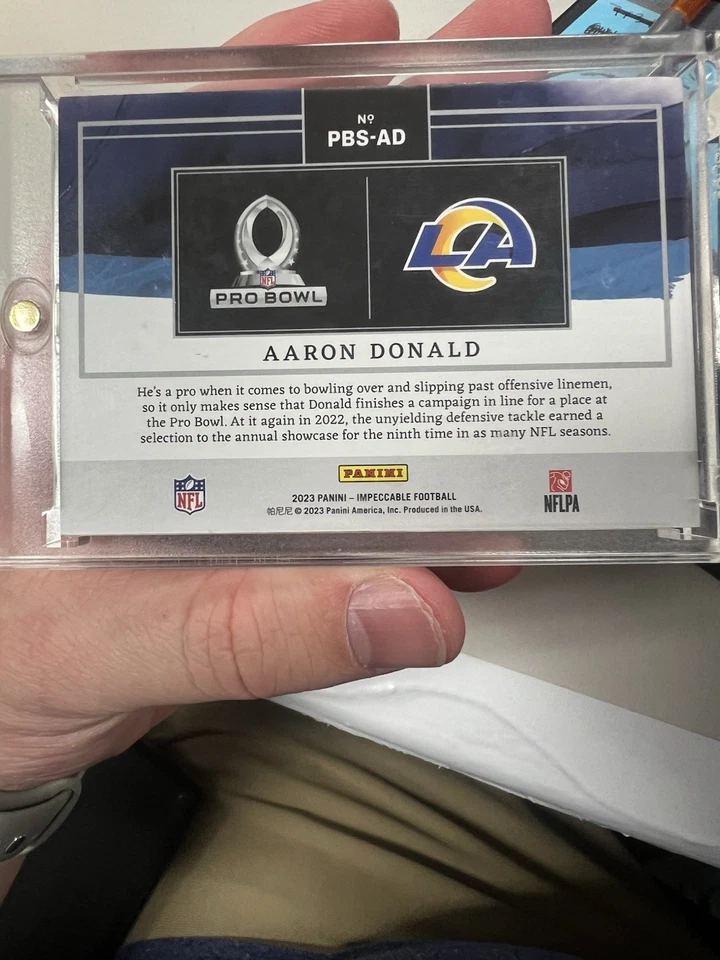 Nº
PBS-AD
NFL
PRO BOWL
LA
AARON DONALD
He's a pro when it comes to bowling over and slipping past offensive linemen,
so it only makes sense that Donald finishes a campaign in line for a place at
the Pro Bowl. At it again in 2022, the unyielding defensive tackle earned a
selection to the annual showcase for the ninth time in as many NFL seasons.
PANINI
NFL
NFLPA
2023 PANINI – IMPECCABLE FOOTBALL
帕尼尼 © 2023 Panini America, Inc. Produced in the USA.